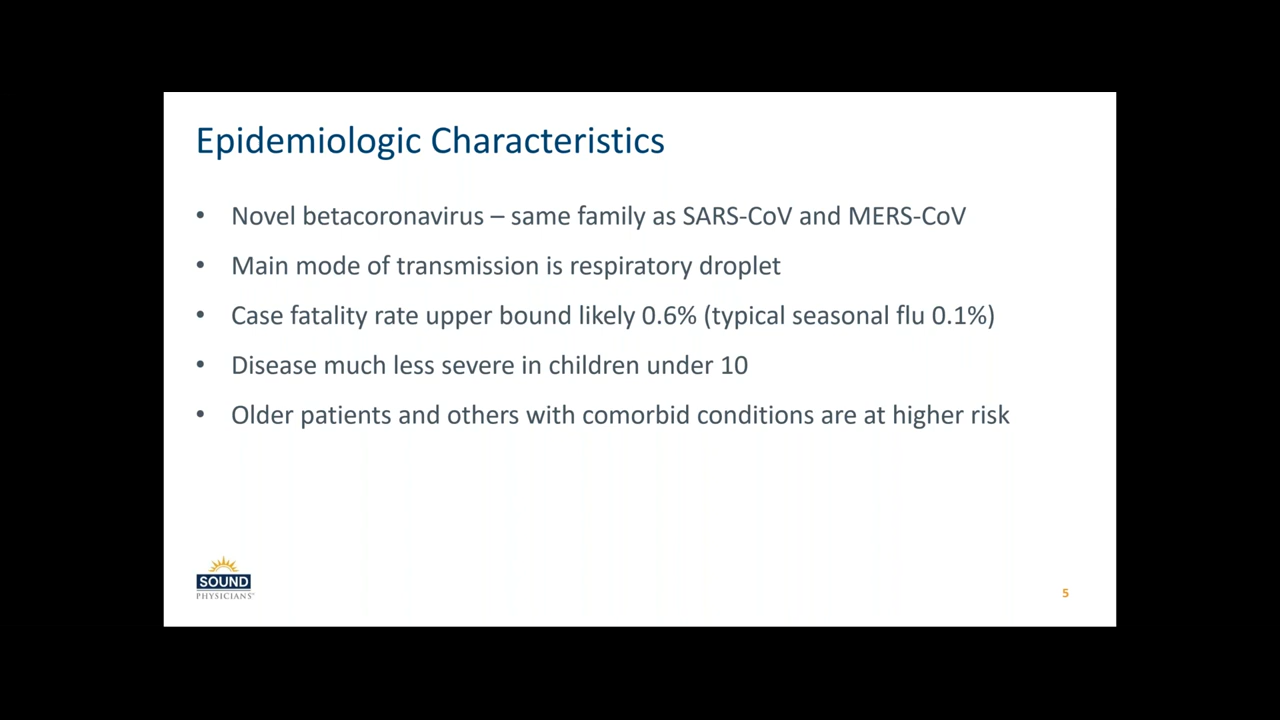 Epidemiologic Characteristics
• Novel betacoronavirus – same family as SARS-CoV and MERS-CoV
• Main mode of transmission is respiratory droplet
• Case fatality rate upper bound likely 0.6% (typical seasonal flu 0.1%)
• Disease much less severe in children under 10
• Older patients and others with comorbid conditions are at higher risk
SOUND
PHYSICIANS
5